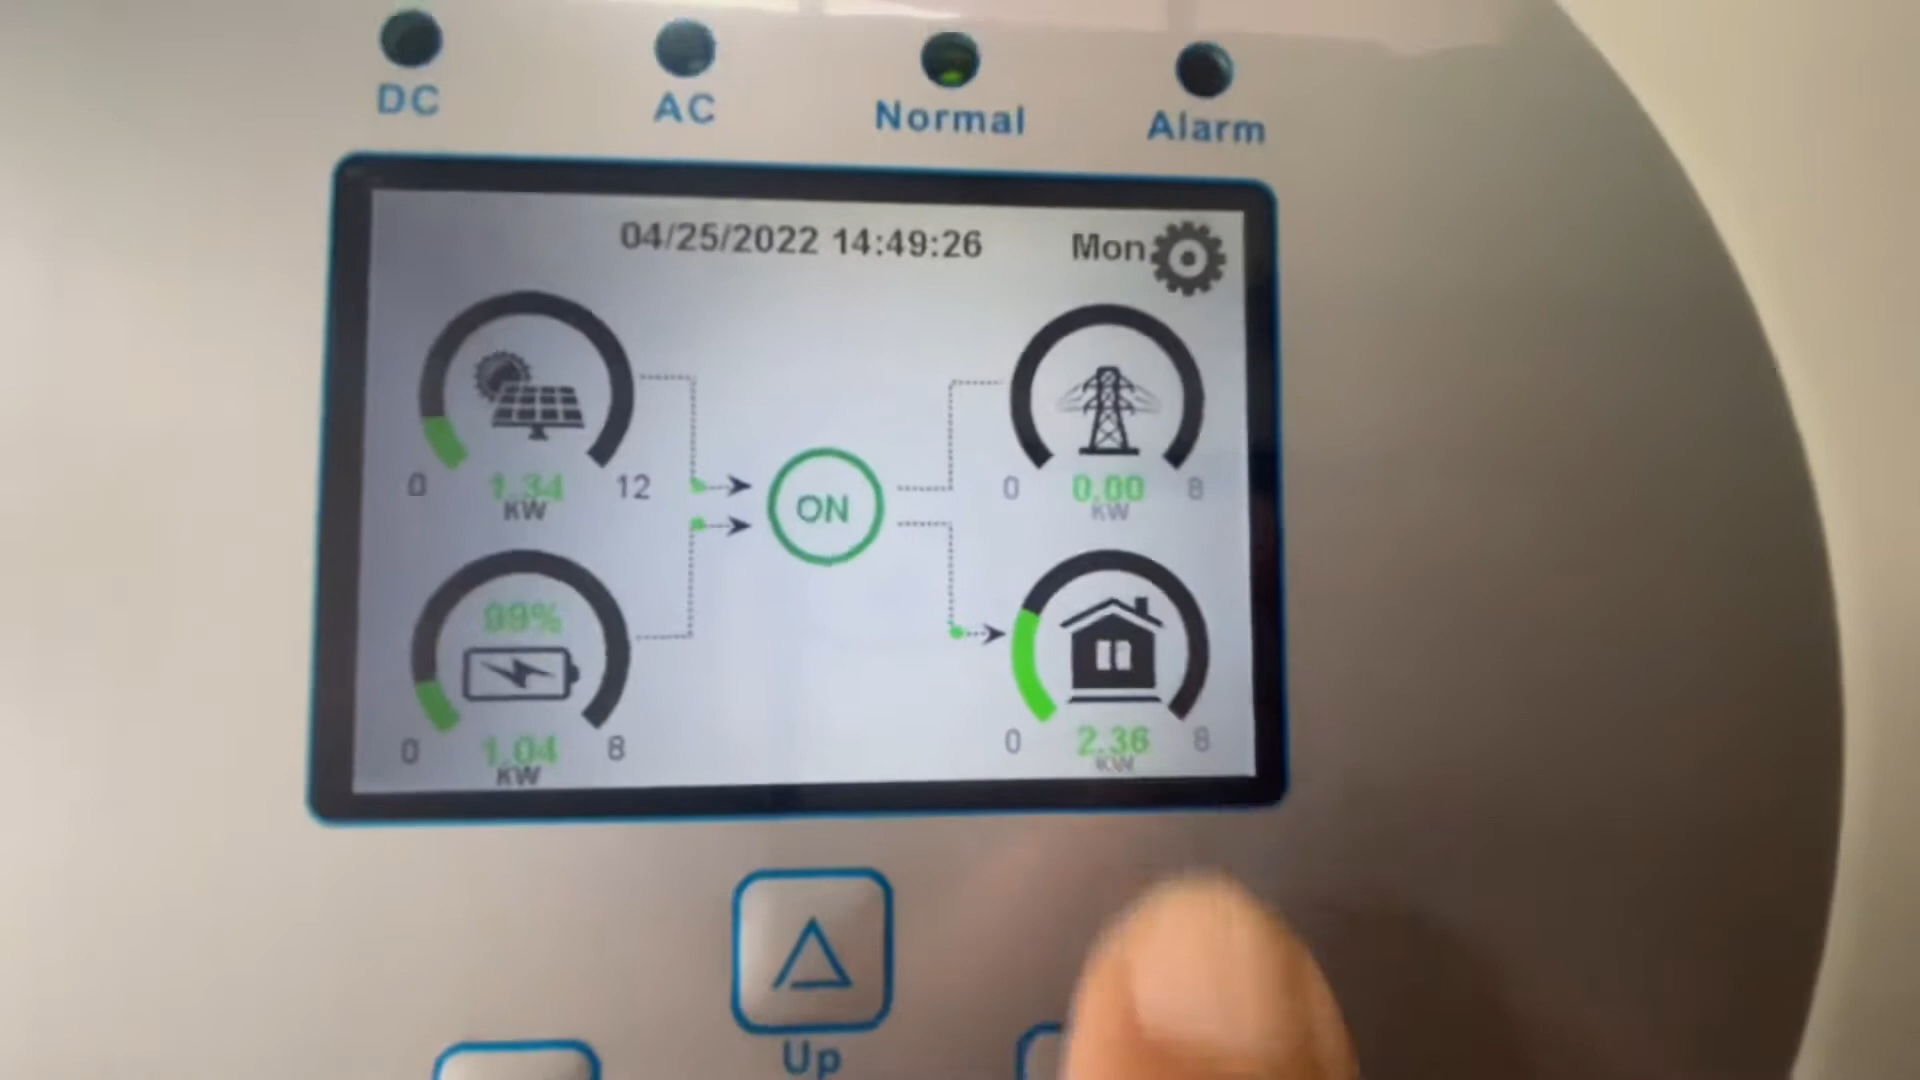 DC AC Normal Alarm
04/25/2022 14:49:26 Mon
0 1.34 12
KW
0 0.00 8
KW
ON
99%
0 1.04 8
KW
0 2.36 8
KW
Up